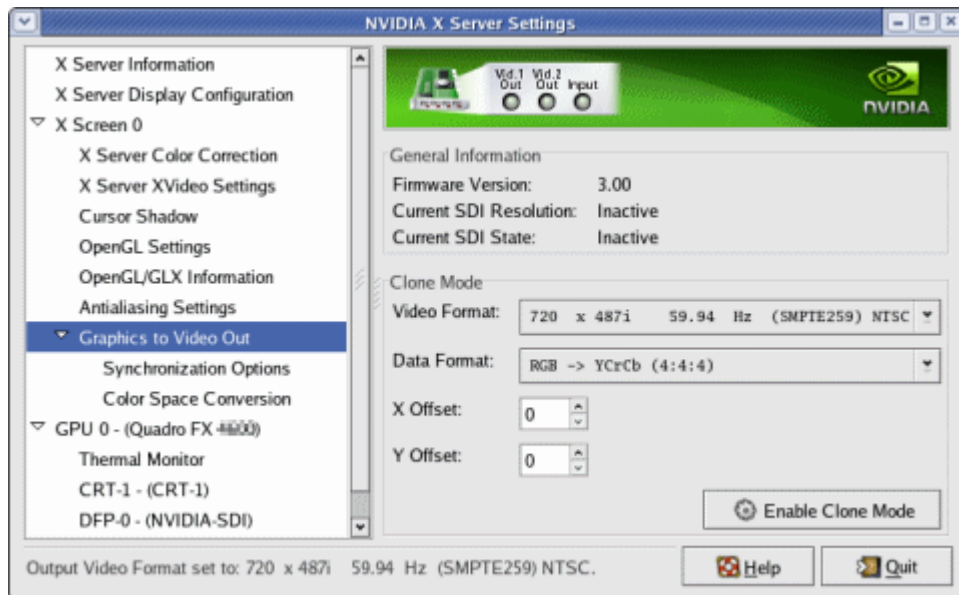 NVIDIA X Server Settings
X Server Information
X Server Display Configuration
X Screen 0
X Server Color Correction
X Server XVideo Settings
Cursor Shadow
OpenGL Settings
OpenGL/GLX Information
Antialiasing Settings
Graphics to Video Out
Synchronization Options
Color Space Conversion
GPU 0 - (Quadro FX
Thermal Monitor
CRT-1 - (CRT-1)
DFP-0 - (NVIDIA-SDI)
Vid.1 Out Vid.2 Out Input
NVIDIA
General Information
Firmware Version: 3.00
Current SDI Resolution: Inactive
Current SDI State: Inactive
Clone Mode
Video Format: 720 x 487i 59.94 Hz (SMPTE259) NTSC
Data Format: RGB -> YCrCb (4:4:4)
X Offset: 0
Y Offset: 0
Enable Clone Mode
Output Video Format set to: 720 x 487i 59.94 Hz (SMPTE259) NTSC.
Help
Quit